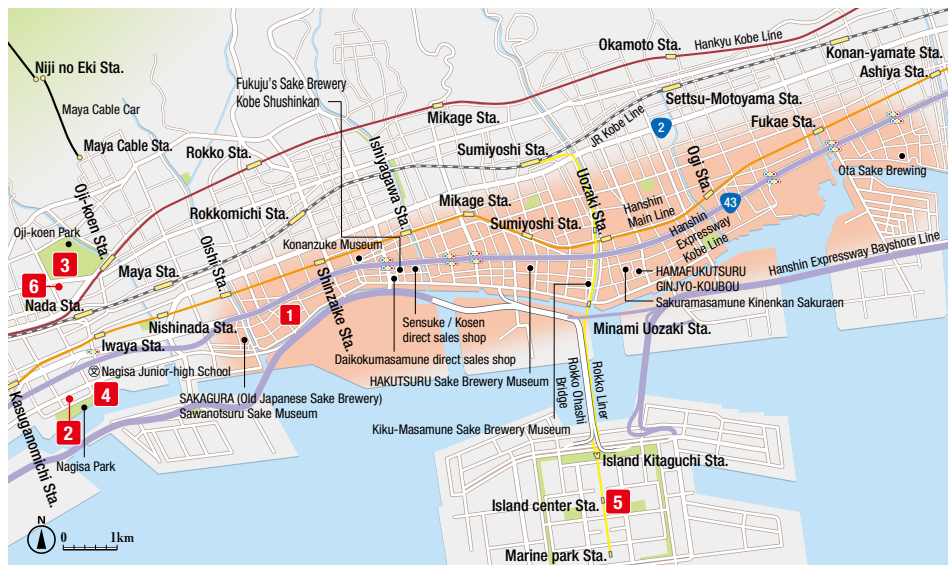 Okamoto Sta.
Hankyu Kobe Line
Konan-yamate Sta.
Ashiya Sta.
Niji no Eki Sta.
Fukuju's Sake Brewery
Kobe Shushinkan
Maya Cable Car
Settsu-Motoyama Sta.
Mikage Sta.
2
JR Kobe Line
Fukae Sta.
Maya Cable Sta.
Rokko Sta.
Ishiyagawa Sta.
Sumiyoshi Sta.
Ogi Sta.
Ota Sake Brewing
Oji-koen Sta.
Rokkomichi Sta.
Mikage Sta.
Uozaki Sta.
Hanshin
Main Line
43
Oji-koen Park
Oishi Sta.
Konanzuke Museum
Sumiyoshi Sta.
Hanshin
Expressway
Kobe Line
Hanshin Expressway Bayshore Line
3
Maya Sta.
Shinzaike Sta.
HAMAFUKUTSURU
GINJYO-KOUBOU
6
Nada Sta.
Sakuramasamune Kinenkan Sakuraen
1
Nishinada Sta.
Sensuke / Kosen
direct sales shop
Minami Uozaki Sta.
Iwaya Sta.
Daikokumasamune direct sales shop
Nagisa Junior-high School
HAKUTSURU Sake Brewery Museum
Rokko Ohashi
Bridge
Rokko Liner
Kasuganomichi Sta.
4
SAKAGURA (Old Japanese Sake Brewery)
Sawanotsuru Sake Museum
2
Kiku-Masamune Sake Brewery Museum
Nagisa Park
Island Kitaguchi Sta.
Island center Sta.
5
N
0
1km
Marine park Sta.